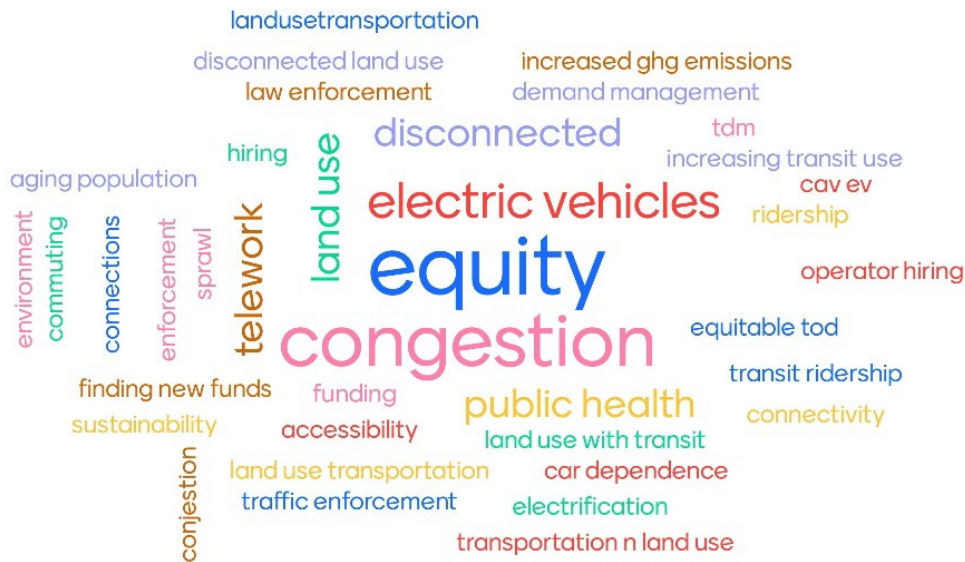 landusetransportation
disconnected land use
increased ghg emissions
law enforcement
demand management
disconnected
tdm
hiring
land use
increasing transit use
aging population
electric vehicles
cav ev
ridership
environment
commuting
connections
enforcement
sprawl
telework
equity
operator hiring
congestion
equitable tod
transit ridership
finding new funds
funding
public health
connectivity
sustainability
accessibility
land use with transit
conjestion
land use transportation
car dependence
traffic enforcement
electrification
transportation n land use